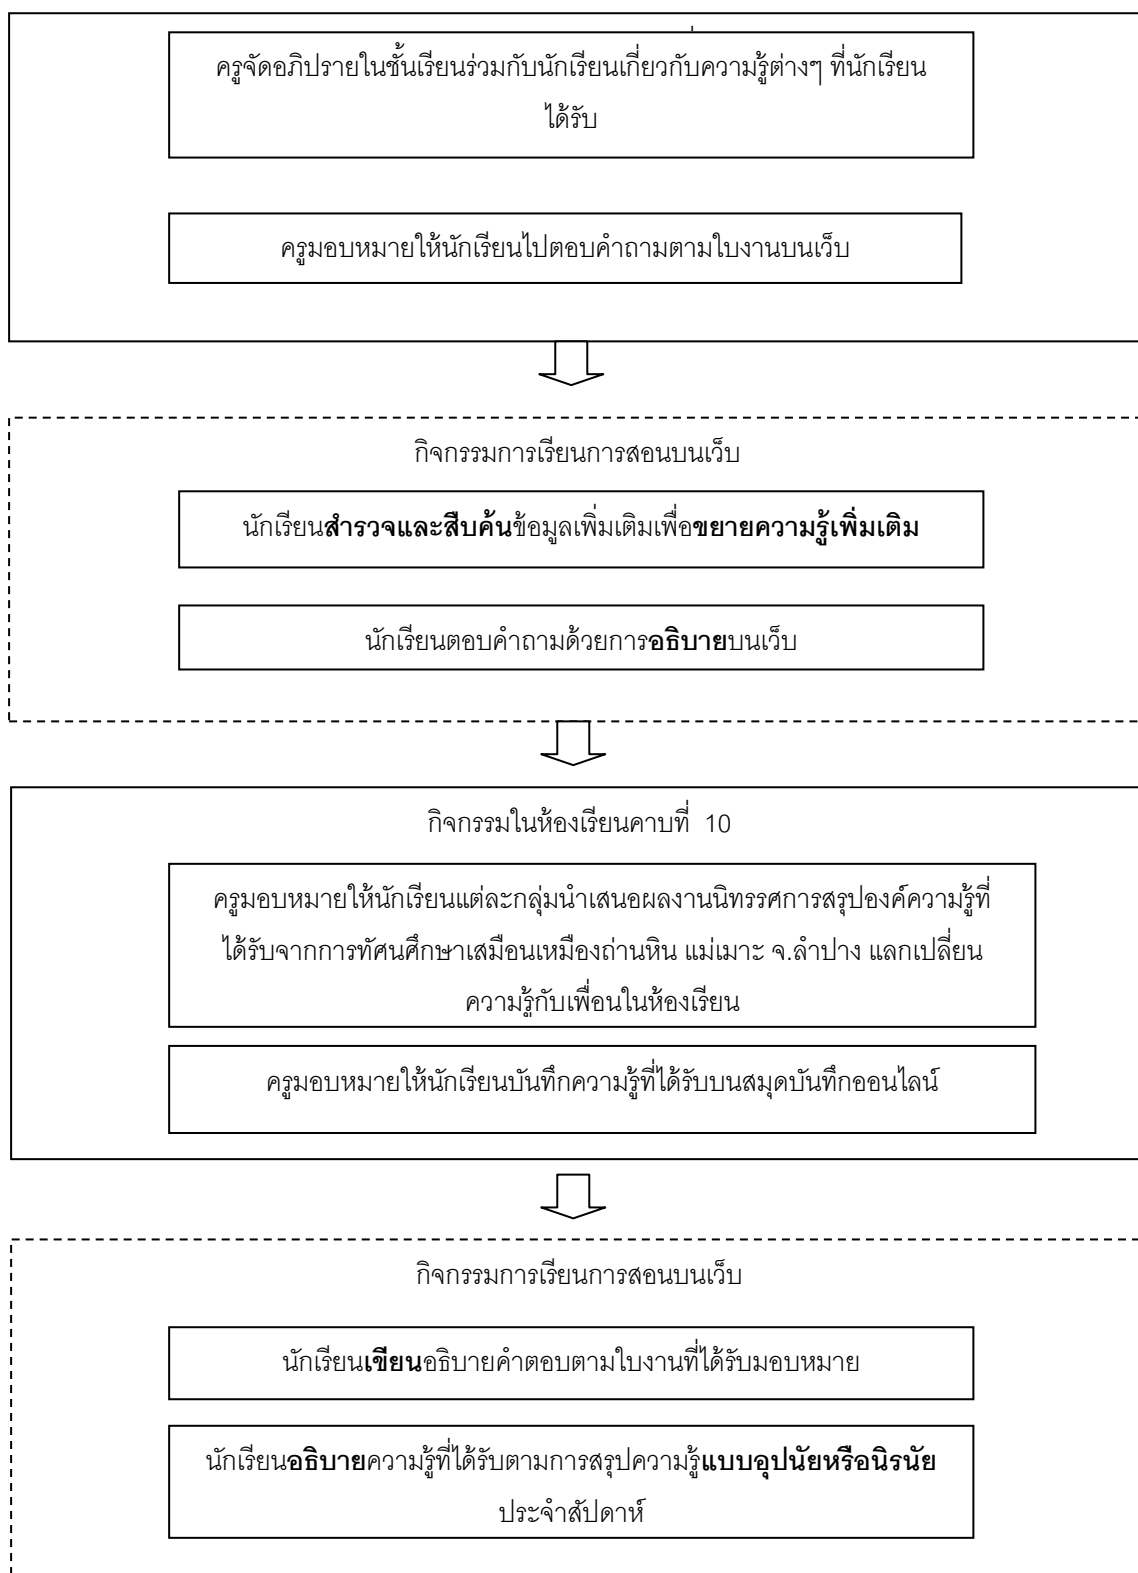 ครูจัดอภิปรายในชั้นเรียนร่วมกับนักเรียนเกี่ยวกับความรู้ต่างๆ ที่นักเรียน
ได้รับ
ครูมอบหมายให้นักเรียนไปตอบคำถามตามใบงานบนเว็บ
กิจกรรมการเรียนการสอนบนเว็บ
นักเรียนสำรวจและสืบค้นข้อมูลเพิ่มเติมเพื่อขยายความรู้เพิ่มเติม
นักเรียนตอบคำถามด้วยการอธิบายบนเว็บ
กิจกรรมในห้องเรียนคาบที่ 10
ครูมอบหมายให้นักเรียนแต่ละกลุ่มนำเสนอผลงานนิทรรศการสรุปองค์ความรู้ที่
ได้รับจากการทัศนศึกษาเสมือนเหมืองถ่านหิน แม่เมาะ จ.ลำปาง แลกเปลี่ยน
ความรู้กับเพื่อนในห้องเรียน
ครูมอบหมายให้นักเรียนบันทึกความรู้ที่ได้รับบนสมุดบันทึกออนไลน์
กิจกรรมการเรียนการสอนบนเว็บ
นักเรียนเขียนอธิบายคำตอบตามใบงานที่ได้รับมอบหมาย
นักเรียนอธิบายความรู้ที่ได้รับตามการสรุปความรู้แบบอุปนัยหรือนิรนัย
ประจำสัปดาห์